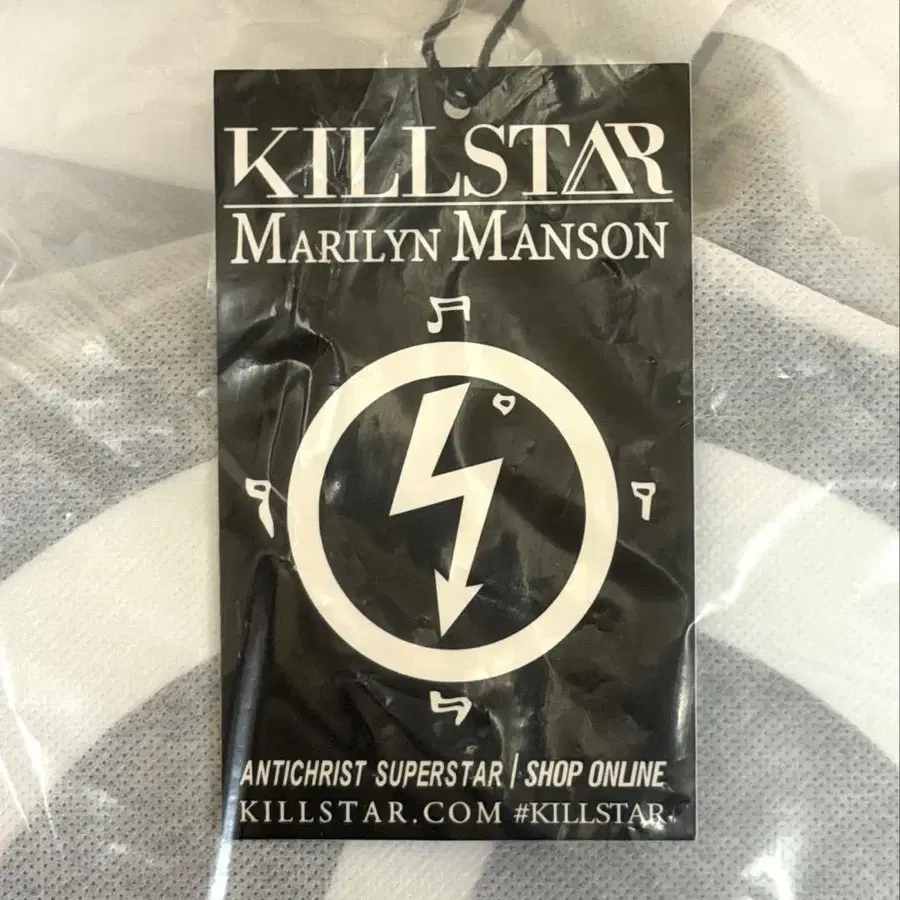 KILLSTAR
MARILYN MANSON
ANTICHRIST SUPERSTAR | SHOP ONLINE
KILLSTAR.COM #KILLSTAR